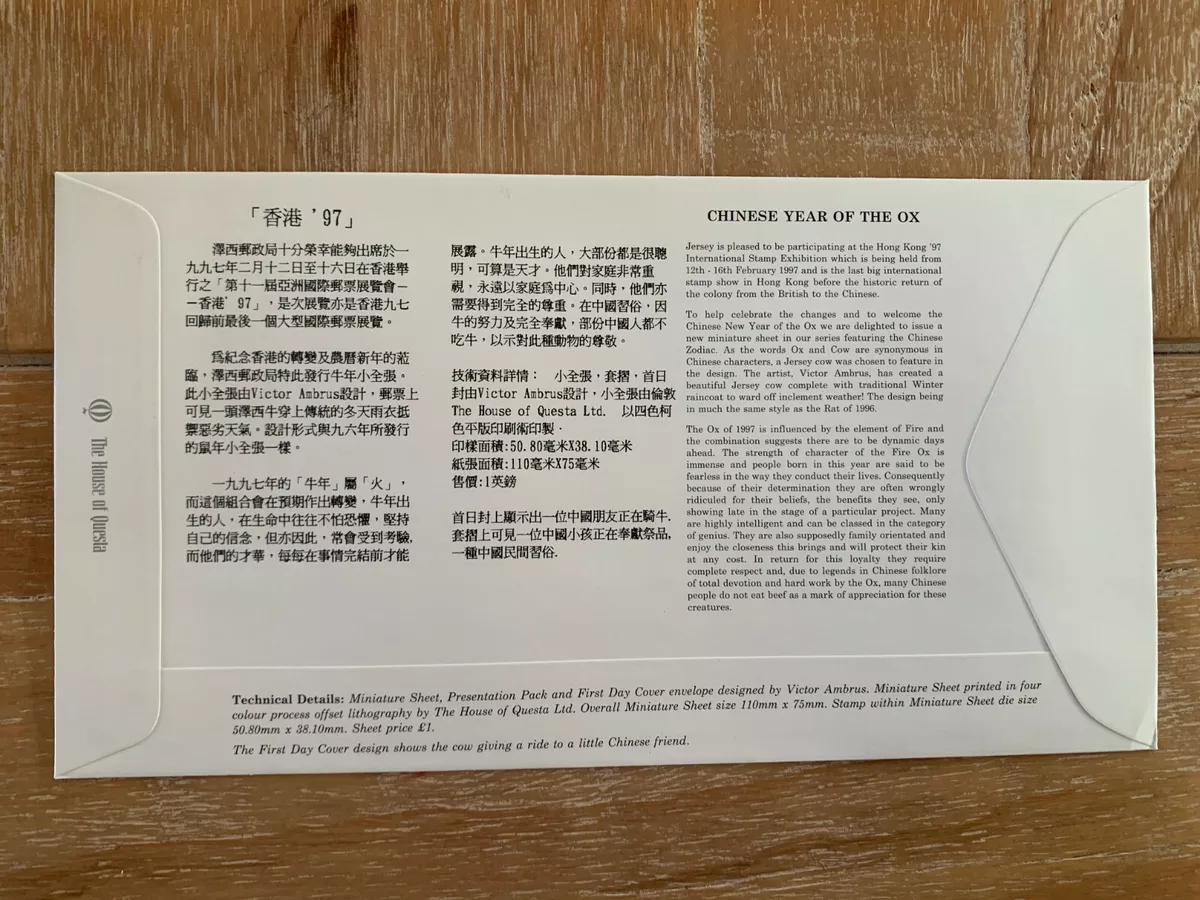 「香港 '97」
澤西郵政局十分榮幸能夠出席於一
九九七年二月十二日至十六日在香港舉
行之「第十一屆亞洲國際郵票展覽會－
－香港' 97」，是次展覽亦是香港九七
回歸前最後一個大型國際郵票展覽。
爲紀念香港的轉變及農曆新年的蒞
臨，澤西郵政局特此發行牛年小全張。
此小全張由Victor Ambrus設計，郵票上
可見一頭澤西牛穿上傳統的冬天雨衣抵
禦惡劣天氣。設計形式與九六年所發行
的鼠年小全張一樣。
一九九七年的「牛年」屬「火」，
而這個組合會在預期作出轉變，牛年出
生的人，在生命中往往不怕恐懼，堅持
自己的信念，但亦因此，常會受到考驗,
而他們的才華，每每在事情完結前才能
展露。牛年出生的人，大部份都是很聰
明，可算是天才。他們對家庭非常重
視，永遠以家庭爲中心。同時，他們亦
需要得到完全的尊重。在中國習俗，因
牛的努力及完全奉獻，部份中國人都不
吃牛，以示對此種動物的尊敬。
技術資料詳情： 小全張，套摺，首日
封由Victor Ambrus設計，小全張由倫敦
The House of Questa Ltd. 以四色柯
色平版印刷術印製．
印樣面積:50.80毫米X38.10毫米
紙張面積:110毫米X75毫米
售價:1英鎊
首日封上顯示出一位中國朋友正在騎牛.
套摺上可見一位中國小孩正在奉獻祭品,
一種中國民間習俗.
CHINESE YEAR OF THE OX
Jersey is pleased to be participating at the Hong Kong '97
International Stamp Exhibition which is being held from
12th - 16th February 1997 and is the last big international
stamp show in Hong Kong before the historic return of
the colony from the British to the Chinese.
To help celebrate the changes and to welcome the
Chinese New Year of the Ox we are delighted to issue a
new miniature sheet in our series featuring the Chinese
Zodiac. As the words Ox and Cow are synonymous in
Chinese characters, a Jersey cow was chosen to feature in
the design. The artist, Victor Ambrus, has created a
beautiful Jersey cow complete with traditional Winter
raincoat to ward off inclement weather! The design being
in much the same style as the Rat of 1996.
The Ox of 1997 is influenced by the element of Fire and
the combination suggests there are to be dynamic days
ahead. The strength of character of the Fire Ox is
immense and people born in this year are said to be
fearless in the way they conduct their lives. Consequently
because of their determination they are often wrongly
ridiculed for their beliefs, the benefits they see, only
showing late in the stage of a particular project. Many
are highly intelligent and can be classed in the category
of genius. They are also supposedly family orientated and
enjoy the closeness this brings and will protect their kin
at any cost. In return for this loyalty they require
complete respect and, due to legends in Chinese folklore
of total devotion and hard work by the Ox, many Chinese
people do not eat beef as a mark of appreciation for these
creatures.
The House of Questa
Technical Details: Miniature Sheet, Presentation Pack and First Day Cover envelope designed by Victor Ambrus. Miniature Sheet printed in four
colour process offset lithography by The House of Questa Ltd. Overall Miniature Sheet size 110mm x 75mm. Stamp within Miniature Sheet die size
50.80mm x 38.10mm. Sheet price £1.
The First Day Cover design shows the cow giving a ride to a little Chinese friend.